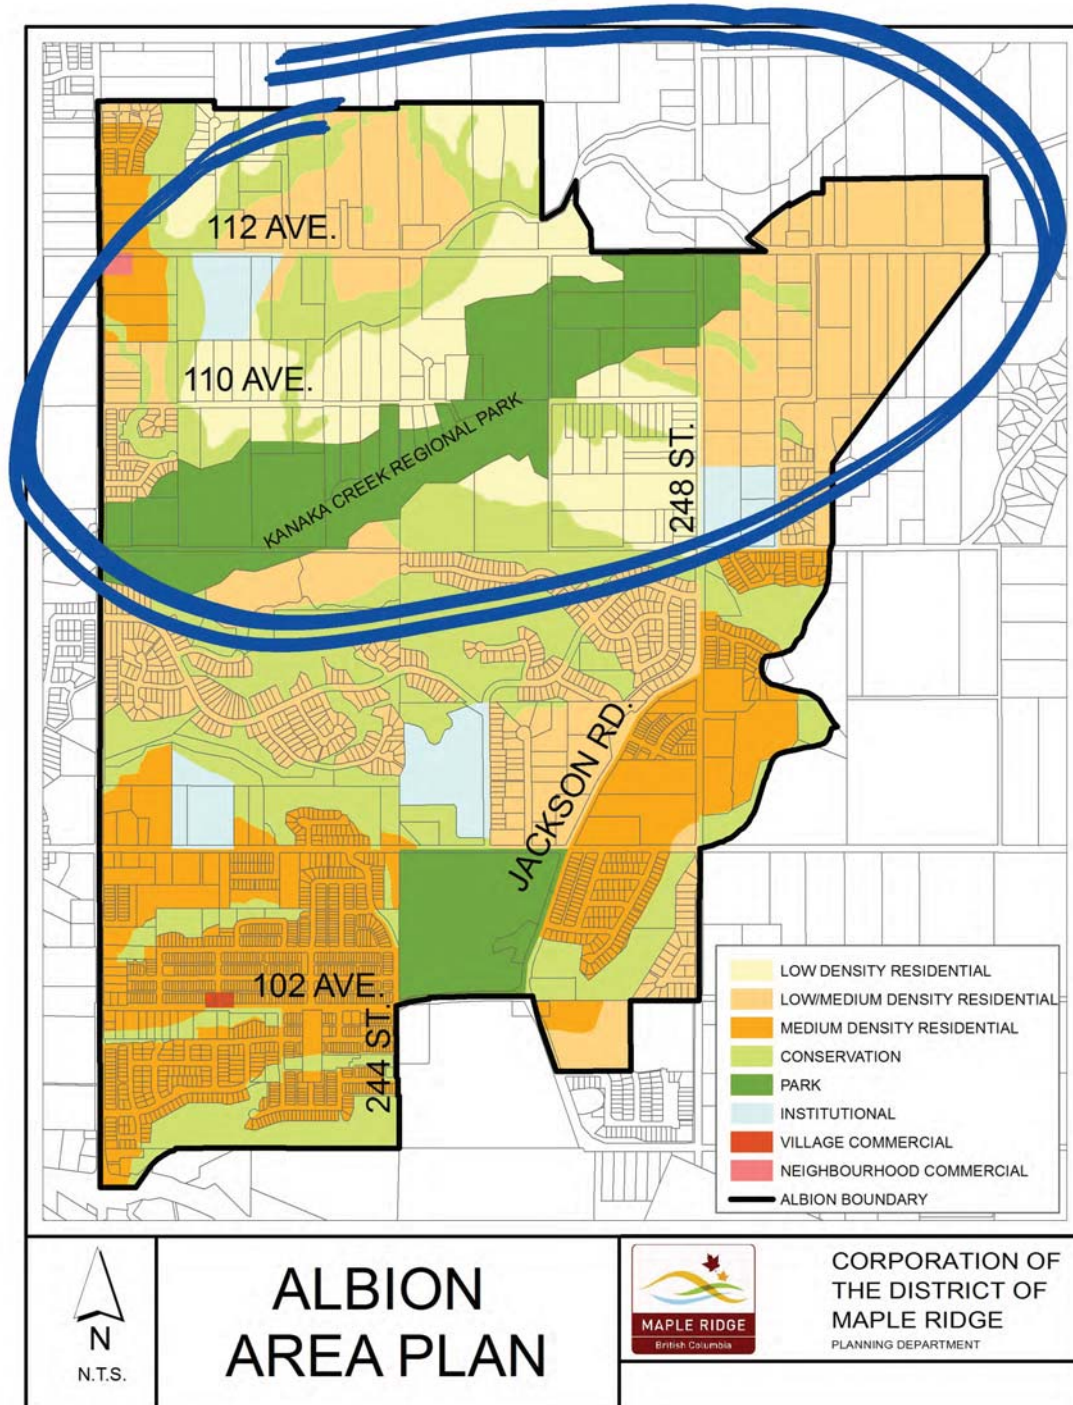 112 AVE.
110 AVE.
KANAKA CREEK REGIONAL PARK
248 ST.
JACKSON RD.
102 AVE.
244 ST.
LOW DENSITY RESIDENTIAL
LOW/MEDIUM DENSITY RESIDENTIAL
MEDIUM DENSITY RESIDENTIAL
CONSERVATION
PARK
INSTITUTIONAL
VILLAGE COMMERCIAL
NEIGHBOURHOOD COMMERCIAL
ALBION BOUNDARY
N
N.T.S.
ALBION
AREA PLAN
MAPLE RIDGE
British Columbia
CORPORATION OF
THE DISTRICT OF
MAPLE RIDGE
PLANNING DEPARTMENT